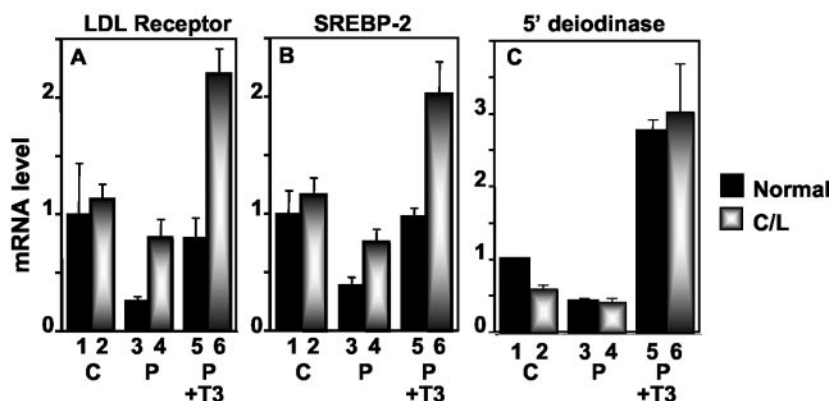 LDL Receptor SREBP-2 5' deiodinase
A B C
mRNA level
2 2 3
2
1 1 1
0 0 0
Normal
C/L
1 2 3 4 5 6 1 2 3 4 5 6 1 2 3 4 5 6
C P P C P P C P P
+T3 +T3 +T3